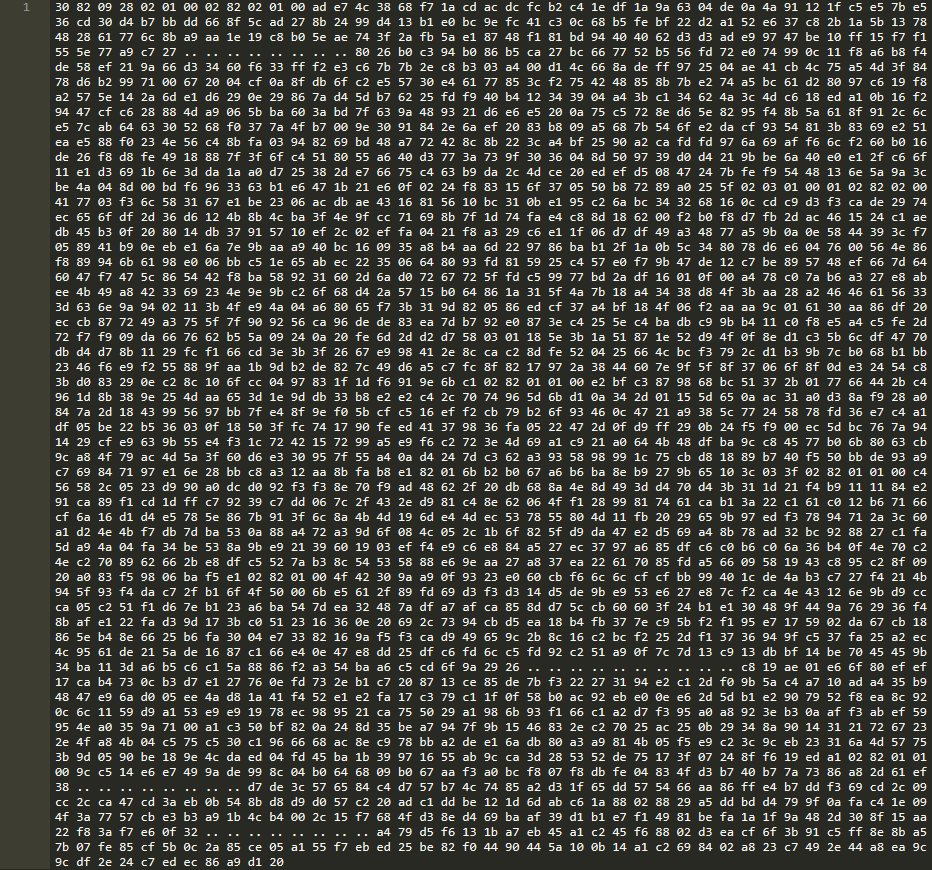 1 30 82 09 28 02 01 00 02 82 02 01 00 ad e7 4c 38 68 f7 1a cd ac dc fc b2 c4 1e df 1a 9a 63 04 de 0a 4a 91 12 1f c5 e5 7b e5
36 cd 30 d4 b7 bb dd 66 8f 5c ad 27 8b 24 99 d4 13 b1 e0 bc 9e fc 41 c3 0c 68 b5 fe bf 22 d2 a1 52 e6 37 c8 2b 1a 5b 13 78
48 28 61 77 6c 8b a9 aa 1e 19 c8 b0 5e ae 74 3f 2a fb 5a e1 87 48 f1 81 bd 94 40 40 62 d3 d3 ad e9 97 47 be 10 ff 15 f7 f1
55 5e 77 a9 c7 27 .. .. .. .. .. .. .. .. .. 80 26 b0 c3 94 b0 86 b5 ca 27 bc 66 77 52 b5 56 fd 72 e0 74 99 0c 11 f8 a6 b8 f4
de 58 ef 21 9a 66 d3 34 60 f6 33 ff f2 e3 c6 7b 7b 2e c8 b3 03 a4 00 d1 4c 66 8a de ff 97 25 04 ae 41 cb 4c 75 a5 4d 3f 84
78 d6 b2 99 71 00 67 20 04 cf 0a 8f db 6f c2 e5 57 30 e4 61 77 85 3c f2 75 42 48 85 8b 7b e2 74 a5 bc 61 d2 80 97 c6 19 f8
a2 57 5e 14 2a 6d e1 d6 29 0e 29 86 7a d4 5d b7 62 25 fd f9 40 b4 12 34 39 04 a4 3b c1 34 62 4a 3c 4d c6 18 ed a1 0b 16 f2
94 47 cf c6 28 88 4d a9 06 5b ba 60 3a bd 7f 63 9a 48 93 21 d6 e6 e5 20 0a 75 c5 72 8e d6 5e 82 95 f4 8b 5a 61 8f 91 2c 6c
e5 7c ab 64 63 30 52 68 f0 37 7a 4f b7 00 9e 30 91 84 2e 6a ef 20 83 b8 09 a5 68 7b 54 6f e2 da cf 93 54 81 3b 83 69 e2 51
ea e5 88 f0 23 4e 56 c4 8b fa 03 94 82 69 bd 48 a7 72 42 8c 8b 22 3c a4 bf 25 90 a2 ca fd fd 97 6a 69 af f6 6c f2 60 b0 16
de 26 f8 d8 fe 49 18 88 7f 3f 6f c4 51 80 55 a6 40 d3 77 3a 73 9f 30 36 04 8d 50 97 39 d0 d4 21 9b be 6a 40 e0 e1 2f c6 6f
11 e1 d3 69 1b 6e 3d da 1a a0 d7 25 38 2d e7 66 75 c4 63 b9 da 2c 4d ce 20 ed ef d5 08 47 24 7b fe f9 54 48 13 6e 5a 9a 3c
be 4a 04 8d 00 bd f6 96 33 63 b1 e6 47 1b 21 e6 0f 02 24 f8 83 15 6f 37 05 50 b8 72 89 a0 25 5f 02 03 01 00 01 02 82 02 00
41 77 03 f3 6c 58 31 67 e1 be 23 06 ac db ae 43 16 81 56 10 bc 31 0b e1 95 c2 6a bc 34 32 68 16 0c cd c9 d3 f3 ca de 29 74
ec 65 6f df 2d 36 d6 12 4b 8b 4c ba 3f 4e 9f cc 71 69 8b 7f 1d 74 fa e4 c8 8d 18 62 00 f2 b0 f8 d7 fb 2d ac 46 15 24 c1 ae
db 45 b3 0f 20 80 14 db 37 91 57 10 ef 2c 02 ef fa 04 21 f8 a3 29 c6 e1 1f 06 d7 df 49 a3 48 77 a5 9b 0a 0e 58 44 39 3c f7
05 89 41 b9 0e eb e1 6a 7e 9b aa a9 40 bc 16 09 35 a8 b4 aa 6d 22 97 86 ba b1 2f 1a 0b 5c 34 80 78 d6 e6 04 76 00 56 4e 86
f8 89 94 6b 61 98 e0 06 bb c5 1e 65 ab ec 22 35 06 64 80 93 fd 81 59 25 c4 57 e0 f7 9b 47 de 12 c7 be 89 57 48 ef 66 7d 64
60 47 f7 47 5c 86 54 42 f8 ba 58 92 31 60 2d 6a d0 72 67 72 5f fd c5 99 77 bd 2a df 16 01 0f 00 a4 78 c0 7a b6 a3 27 e8 ab
ee 4b 49 a8 42 33 69 23 4e 9e 9b c2 6f 68 d4 2a 57 15 b0 64 86 1a 31 5f 4a 7b 18 a4 34 38 d8 4f 3b aa 28 a2 46 46 61 56 33
3d 63 6e 9a 94 02 11 3b 4f e9 4a 04 a6 80 65 f7 3b 31 9d 82 05 86 ed cf 37 a4 bf 18 4f 06 f2 aa aa 9c 01 61 30 aa 86 df 20
ec cb 87 72 49 a3 75 5f 7f 90 92 56 ca 96 de de 83 ea 7d b7 92 e0 87 3e c4 25 5e c4 ba db c9 9b b4 11 c0 f8 e5 a4 c5 fe 2d
72 f7 f9 09 da 66 76 62 b5 5a 09 24 0a 20 fe 6d 2d d2 d7 58 03 01 18 5e 3b 1a 51 87 1e 52 d9 4f 0f 8e d1 c3 5b 6c df 47 70
db d4 d7 8b 11 29 fc f1 66 cd 3e 3b 3f 26 67 e9 98 41 2e 8c ca c2 8d fe 52 04 25 66 4c bc f3 79 2c d1 b3 9b 7c b0 68 b1 bb
23 46 f6 e9 f2 55 88 9f aa 1b 9d b2 de 82 7c 49 d6 a5 c7 fc 8f 82 17 97 2a 38 44 60 7e 9f 5f 8f 37 06 6f 8f 0d e3 24 54 c8
3b d0 83 29 0e c2 8c 10 6f cc 04 97 83 1f 1d f6 91 9e 6b c1 02 82 01 01 00 e2 bf c3 87 98 68 bc 51 37 2b 01 77 66 44 2b c4
96 1d 8b 38 9e 25 4d aa 65 3d 1e 9d db 33 b8 e2 e2 c4 2c 70 74 96 5d 6b d1 0a 34 2d 01 15 5d 65 0a ac 31 a0 d3 8a f9 28 a0
84 7a 2d 18 43 99 56 97 bb 7f e4 8f 9e f0 5b cf c5 16 ef f2 cb 79 b2 6f 93 46 0c 47 21 a9 38 5c 77 24 58 78 fd 36 e7 c4 a1
df 05 be 22 b5 36 03 0f 18 50 3f fc 74 17 90 fe ed 41 37 98 36 fa 05 22 47 2d 0f d9 ff 29 0b 24 f5 f9 00 ec 5d bc 76 7a 94
14 29 cf e9 63 9b 55 e4 f3 1c 72 42 15 72 99 a5 e9 f6 c2 72 3e 4d 69 a1 c9 21 a0 64 4b 48 df ba 9c c8 45 77 b0 6b 80 63 cb
9c a8 4f 79 ac 4d 5a 3f 60 d6 e3 30 95 7f 55 a4 0a d4 24 7d c3 62 a3 93 58 98 99 1c 75 cb d8 18 89 b7 40 f5 50 bb de 93 a9
c7 69 84 71 97 e1 6e 28 bb c8 a3 12 aa 8b fa b8 e1 82 01 6b b2 b0 67 a6 b6 ba 8e b9 27 9b 65 10 3c 03 3f 02 82 01 01 00 c4
56 58 2c 05 23 d9 90 a0 dc d0 92 f3 f3 8e 70 f9 ad 48 62 2f 20 db 68 8a 4e 8d 49 3d d4 70 d4 3b 31 1d 21 f4 b9 11 11 84 e2
91 ca 89 f1 cd 1d ff c7 92 39 c7 dd 06 7c 2f 43 2e d9 81 c4 8e 62 06 4f f1 28 99 81 74 61 ca b1 3a 22 c1 61 c0 12 b6 71 66
cf 6a 16 d1 d4 e5 78 5e 86 7b 91 3f 6c 8a 4b 4d 19 6d e4 4d ec 53 78 55 80 4d 11 fb 20 29 65 9b 97 ed f3 78 94 71 2a 3c 60
a1 d2 4e 4b f7 db 7d ba 53 0a 88 a4 72 a3 9d 6f 08 4c 05 2c 1b 6f 82 5f d9 da 47 e2 d5 69 a4 8b 78 ad 32 bc 92 88 27 c1 fa
5d a9 4a 04 fa 34 be 53 8a 9b e9 21 39 60 19 03 ef f4 e9 c6 e8 84 a5 27 ec 37 97 a6 85 df c6 c0 b6 c0 6a 36 b4 0f 4e 70 c2
4e c2 70 89 62 66 2b e8 df c5 52 7a b3 8c 54 53 58 88 e6 9e aa 27 a8 37 ea 22 61 70 85 fd a5 66 09 58 19 43 c8 95 c2 8f 09
20 a0 83 f5 98 06 ba f5 e1 02 82 01 00 4f 42 30 9a a9 0f 93 23 e0 60 cb f6 6c 6c cf cf bb 99 40 1c de 4a b3 c7 27 f4 21 4b
94 5f 93 f4 da c7 2f b1 6f 4f 50 00 6b e5 61 2f 89 fd 69 d3 f3 d3 14 d5 de 9b e9 53 e6 27 e8 7c f2 ca 4e 43 12 6e 9b d9 cc
ca 05 c2 51 f1 d6 7e b1 23 a6 ba 54 7d ea 32 48 7d af a7 af ca 85 8d d7 5c cb 60 60 3f 24 b1 e1 30 48 9f 44 9a 76 29 36 f4
8b af e1 22 fa d3 9d 17 3b c0 51 23 16 36 0e 20 69 2c 73 94 cb d5 ea 18 b4 fb 37 7e c9 5b f2 f1 95 e7 17 59 02 da 67 cb 18
86 5e b4 8e 66 25 b6 fa 30 04 e7 33 82 16 9a f5 f3 ca d9 49 65 9c 2b 8c 16 c2 bc f2 25 2d f1 37 36 94 9f c5 37 fa 25 a2 ec
4c 95 61 de 21 5a de 16 87 c1 66 e4 0e 47 e8 dd 25 df c6 fd 6c c5 fd 92 c2 51 a9 0f 7c 7d 13 c9 13 db bf 14 be 70 45 45 9b
34 ba 11 3d a6 b5 c6 c1 5a 88 86 f2 a3 54 ba a6 c5 cd 6f 9a 29 26 .. .. .. .. .. .. .. .. .. .. .. .. c8 19 ae 01 e6 6f 80 ef ef
17 ca b4 73 0c b3 d7 e1 27 76 0e fd 73 2e b1 c7 20 87 13 ce 85 de 7b f3 22 27 31 94 e2 c1 2d f0 9b 5a c4 a7 10 ad a4 35 b9
48 47 e9 6a d0 05 ee 4a d8 1a 41 f4 52 e1 e2 fa 17 c3 79 c1 1f 0f 58 b0 ac 92 eb e0 0e e6 2d 5d b1 e2 90 79 52 f8 ea 8c 92
0c 6c 11 59 d9 a1 53 e9 e9 19 78 ec 98 95 21 ca 75 50 29 a1 98 6b 93 f1 66 c1 a2 d7 f3 95 a0 a8 92 3e b3 0a af f3 ab ef 59
95 4e a0 35 9a 71 00 a1 c3 50 bf 82 0a 24 8d 35 be a7 94 7f 9b 15 46 83 2e c2 70 25 ac 25 0b 29 34 8a 90 14 31 21 72 67 23
2e 4f a8 4b 04 c5 75 c5 30 c1 96 66 68 ac 8e c9 78 bb a2 de e1 6a db 80 a3 a9 81 4b 05 f5 e9 c2 3c 9c eb 23 31 6a 4d 57 75
3b 9d 05 90 be 18 9e 4c da ed 04 fd 45 ba 1b 39 97 16 55 ab 9c ca 3d 28 53 52 de 75 17 3f 07 24 8f f6 19 ed a1 02 82 01 01
00 9c c5 14 e6 e7 49 9a de 99 8c 04 b0 64 68 09 b0 67 aa f3 a0 bc f8 07 f8 db fe 04 83 4f d3 b7 40 b7 7a 73 86 a8 2d 61 ef
38 .. .. .. .. .. .. .. .. d7 de 3c 57 65 84 c4 d7 57 b7 4c 74 85 a2 d3 1f 65 dd 57 54 66 aa 86 ff e4 b7 dd f3 69 cd 2c 09
cc 2c ca 47 cd 3a eb 0b 54 8b d8 d9 d0 57 c2 20 ad c1 dd be 12 1d 6d ab c6 1a 88 02 88 29 a5 dd bd d4 79 9f 0a fa c4 1e 09
4f 3a 77 57 cb e3 b3 a9 1b 4c b4 00 2c 15 f7 68 4f d3 8e d4 69 ba af 39 d1 b1 e7 f1 49 81 be fa 1a 1f 9a 48 2d 30 8f 15 aa
22 f8 3a f7 e6 0f 32 .. .. .. .. .. .. .. .. .. a4 79 d5 f6 13 1b a7 eb 45 a1 c2 45 f6 88 02 d3 ea cf 6f 3b 91 c5 ff 8e 8b a5
7b 07 fe 85 cf 5b 0c 2a 85 ce 05 a1 55 f7 eb ed 25 be 82 f0 44 90 44 5a 10 0b 14 a1 c2 69 84 02 a8 23 c7 49 2e 44 a8 ea 9c
9c df 2e 24 c7 ed ec 86 a9 d1 20